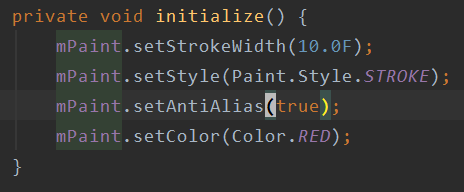 private void initialize() {
mPaint.setStrokeWidth(10.0F);
mPaint.setStyle(Paint.Style.STROKE);
mPaint.setAntiAlias(true);
mPaint.setColor(Color.RED);
}